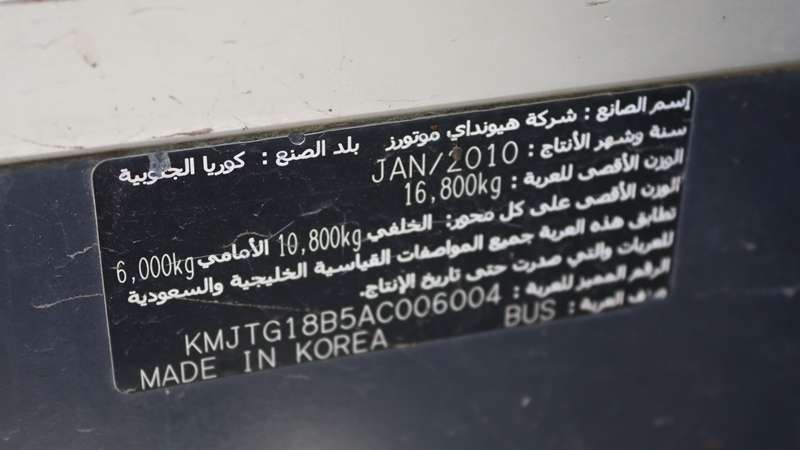 إسم الصانع : شركة هيونداي موتورز بلد الصنع : كوريا الجنوبية
سنة وشهر الأنتاج : JAN/2010
الوزن الأقصى للعربة : 16,800kg
الوزن الأقصى على كل محور: الخلفي 10,800kg الأمامي 6,000kg
تطابق هذه العربة جميع المواصفات القياسية الخليجية والسعودية
للعربات والتي صدرت حتى تاريخ الإنتاج.
الرقم المميز للعربة : KMJTG18B5AC006004
صنف العربة : BUS
MADE IN KOREA